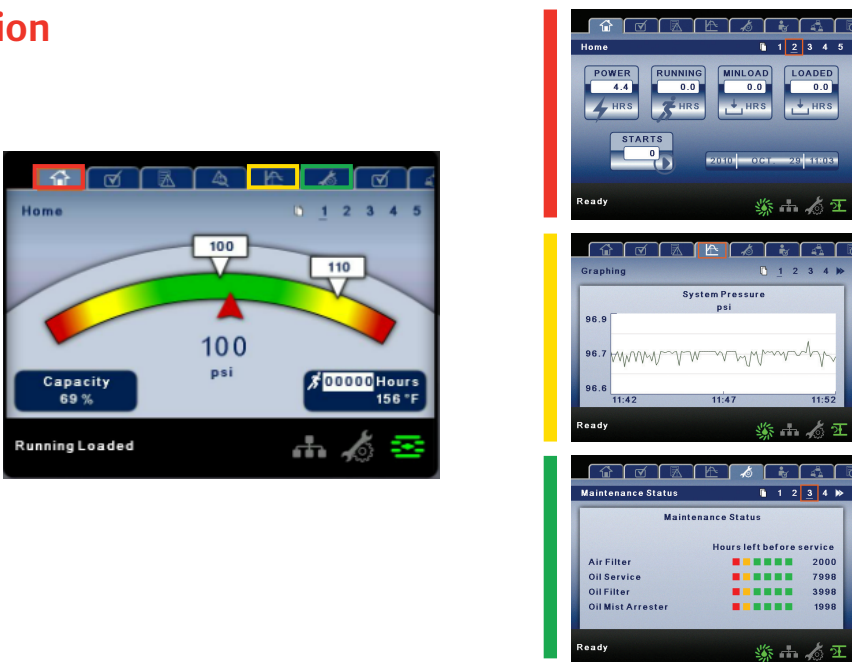 ion
Home 1 2 3 4 5
100
110
100
psi
Capacity
69 %
00000 Hours
156 °F
Running Loaded
Home 1 2 3 4 5
POWER RUNNING MINLOAD LOADED
4.4 0.0 0.0 0.0
HRS HRS HRS HRS
STARTS
0
2010 OCT 29 11:03
Ready
Graphing 1 2 3 4
System Pressure
psi
96.9
96.7
96.6
11:42 11:47 11:52
Ready
Maintenance Status 1 2 3 4
Maintenance Status
Hours left before service
Air Filter 2000
Oil Service 7998
Oil Filter 3998
Oil Mist Arrester 1998
Ready